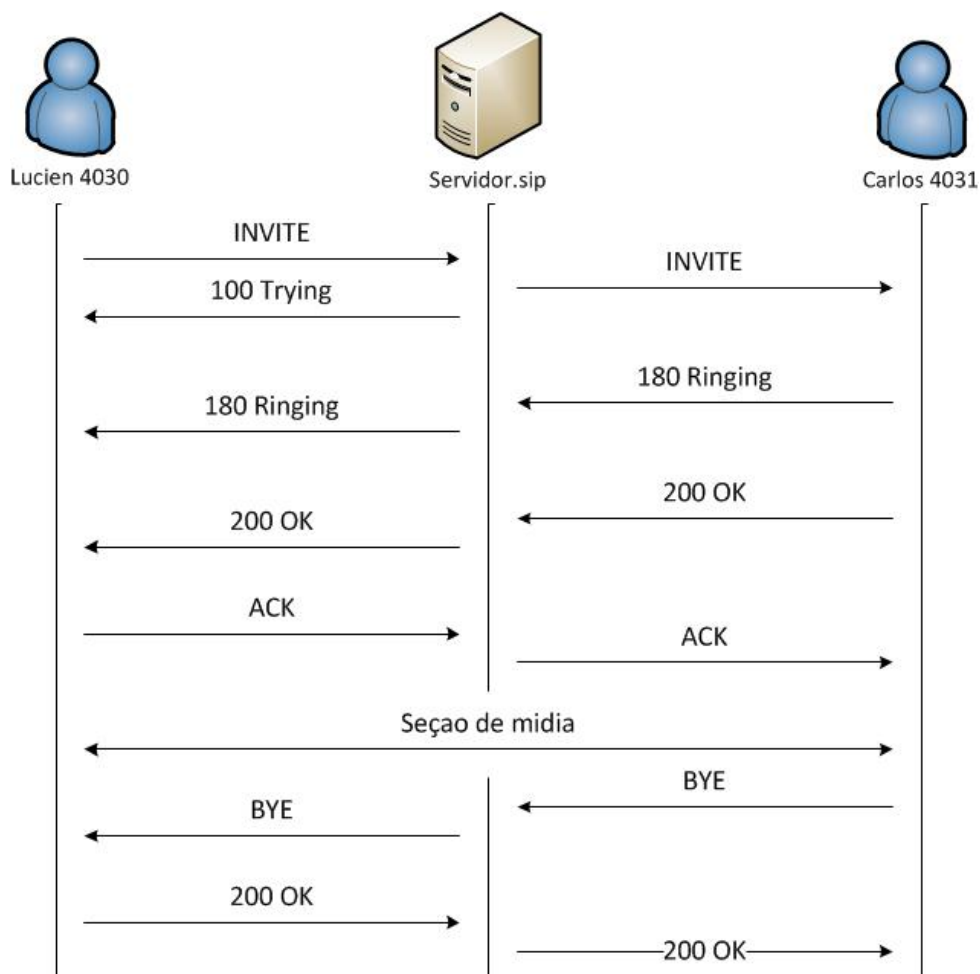 Lucien 4030
Servidor.sip
Carlos 4031
INVITE
INVITE
100 Trying
180 Ringing
180 Ringing
200 OK
200 OK
ACK
ACK
Seçao de midia
BYE
BYE
200 OK
200 OK